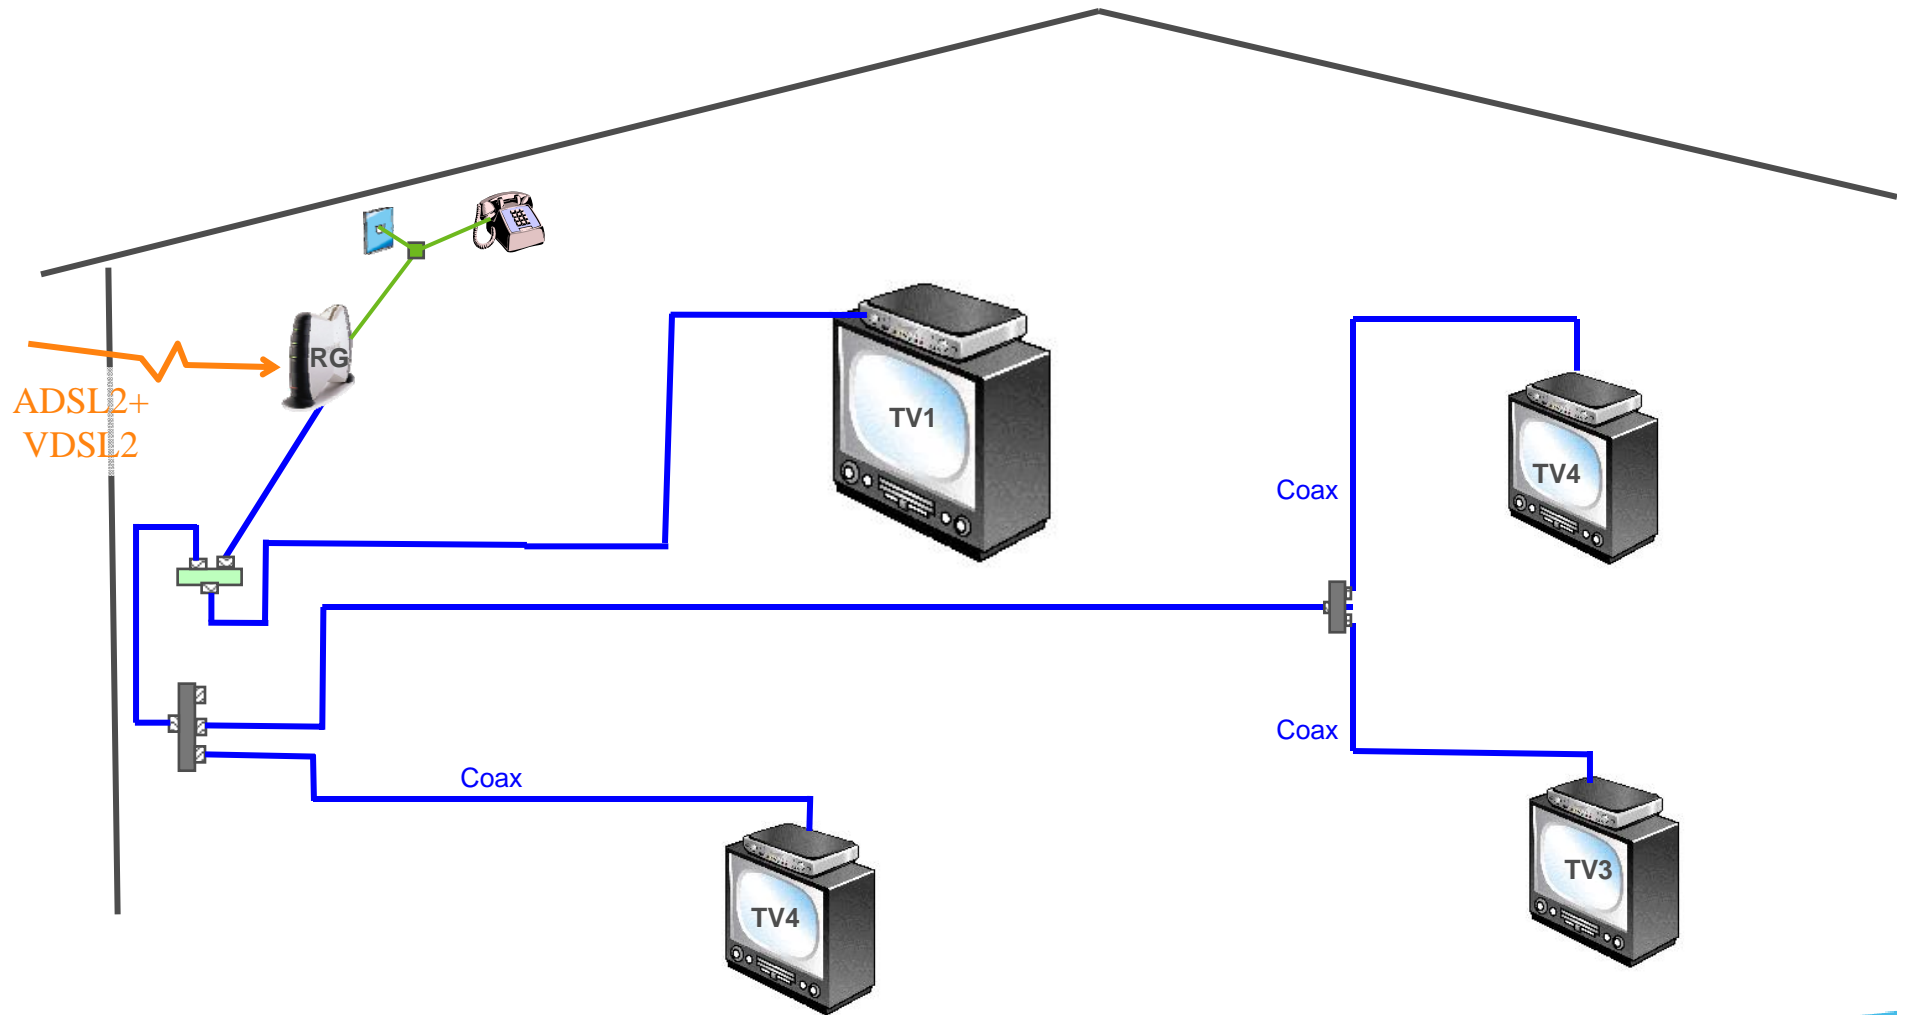 RG
ADSL2+
VDSL2
TV1
Coax
TV4
Coax
Coax
TV3
TV4